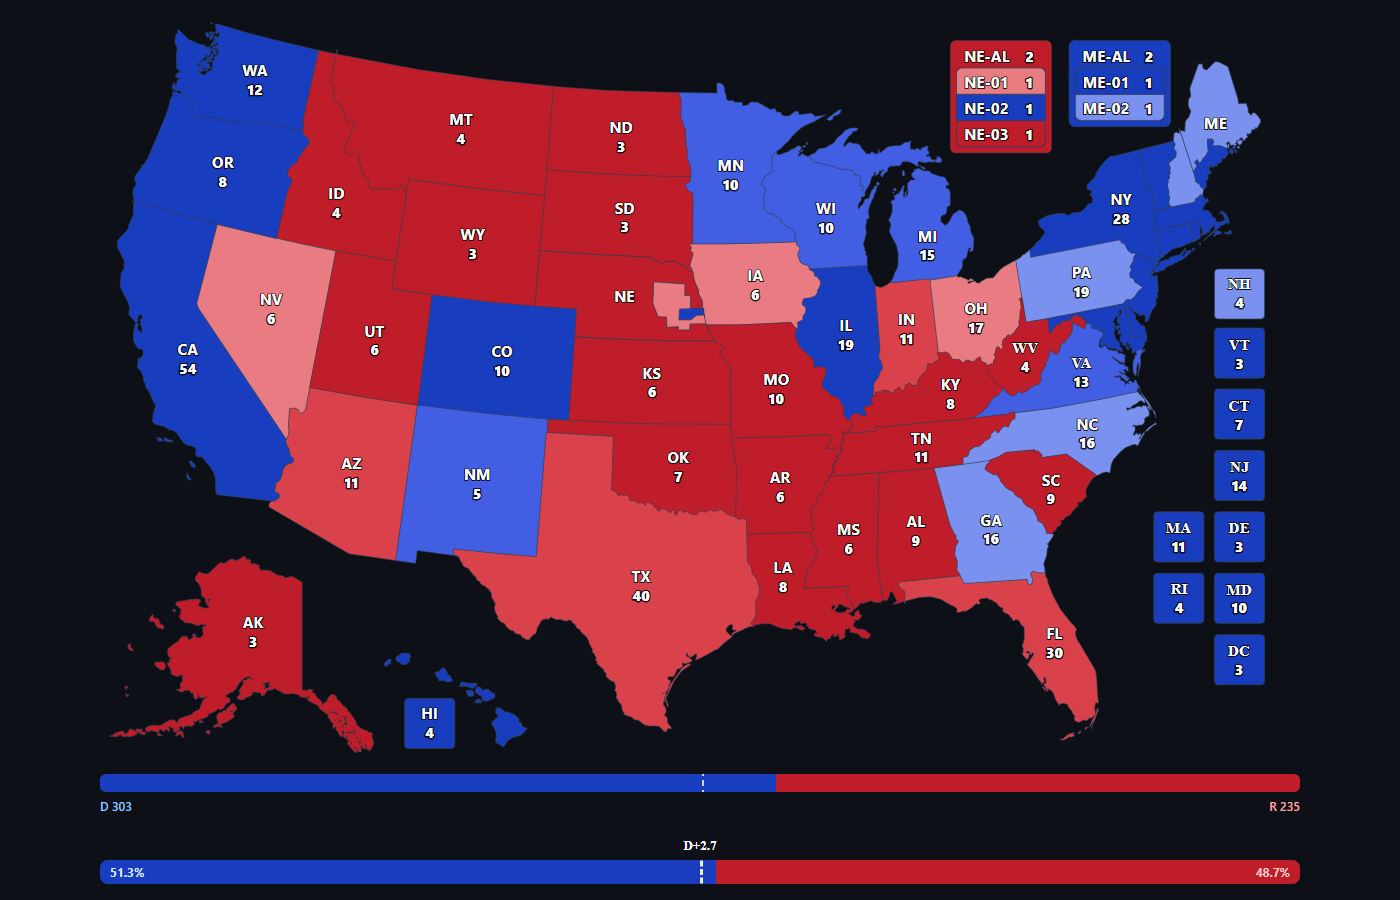 WA
12
OR
8
CA
54
NV
6
ID
4
MT
4
WY
3
UT
6
AZ
11
CO
10
NM
5
ND
3
SD
3
NE
KS
6
OK
7
TX
40
MN
10
IA
6
MO
10
AR
6
LA
8
WI
10
IL
19
MI
15
IN
11
OH
17
KY
8
TN
11
MS
6
AL
9
GA
16
FL
30
SC
9
NC
16
VA
13
WV
4
PA
19
NY
28
ME
NE-AL 2
NE-01 1
NE-02 1
NE-03 1
ME-AL 2
ME-01 1
ME-02 1
NH
4
VT
3
CT
7
NJ
14
MA
11
DE
3
RI
4
MD
10
DC
3
AK
3
HI
4
D 303
R 235
D+2.7
51.3%
48.7%